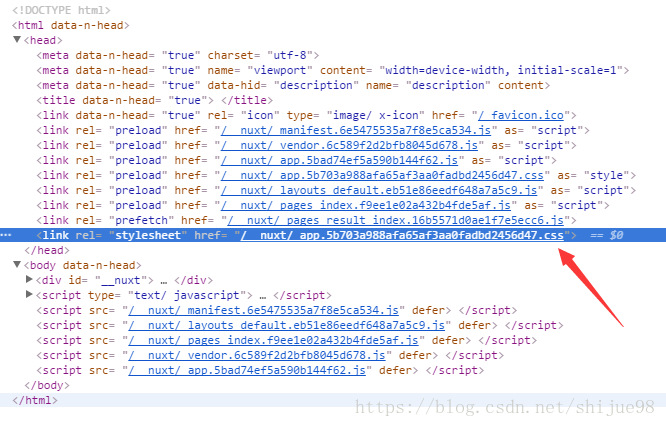 <!DOCTYPE html>
<html data-n-head>
▼<head>
<meta data-n-head= "true" charset= "utf-8">
<meta data-n-head= "true" name= "viewport" content= "width=device-width, initial-scale=1">
<meta data-n-head= "true" data-hid= "description" name= "description" content>
<title data-n-head= "true"> </title>
<link data-n-head= "true" rel= "icon" type= "image/ x-icon" href= "/ favicon.ico">
<link rel= "preload" href= "/ _nuxt/ manifest.6e5475535a7f8e5ca534.js" as= "script">
<link rel= "preload" href= "/ _nuxt/ vendor.6c589f2d2bfb8045d678.js" as= "script">
<link rel= "preload" href= "/ _nuxt/ app.5bad74ef5a590b144f62.js" as= "script">
<link rel= "preload" href= "/ _nuxt/ app.5b703a988afa65af3aa0fadbd2456d47.css" as= "style">
<link rel= "preload" href= "/ _nuxt/ layouts_default.eb51e86eedf648a7a5c9.js" as= "script">
<link rel= "preload" href= "/ _nuxt/ pages_index.f9ee1e02a432b4fde5af.js" as= "script">
<link rel= "prefetch" href= "/ _nuxt/ pages_result_index.16b5571d0ae1f7e5ecc6.js">
••• <link rel= "stylesheet" href= "/ _nuxt/ app.5b703a988afa65af3aa0fadbd2456d47.css"> == $0
</head>
▼<body data-n-head>
▶<div id= "__nuxt"> … </div>
▶<script type= "text/ javascript"> … </script>
<script src= "/ _nuxt/ manifest.6e5475535a7f8e5ca534.js" defer> </script>
<script src= "/ _nuxt/ layouts_default.eb51e86eedf648a7a5c9.js" defer> </script>
<script src= "/ _nuxt/ pages_index.f9ee1e02a432b4fde5af.js" defer> </script>
<script src= "/ _nuxt/ vendor.6c589f2d2bfb8045d678.js" defer> </script>
<script src= "/ _nuxt/ app.5bad74ef5a590b144f62.js" defer> </script>
</body>
</html>
https://blog.csdn.net/shijue98